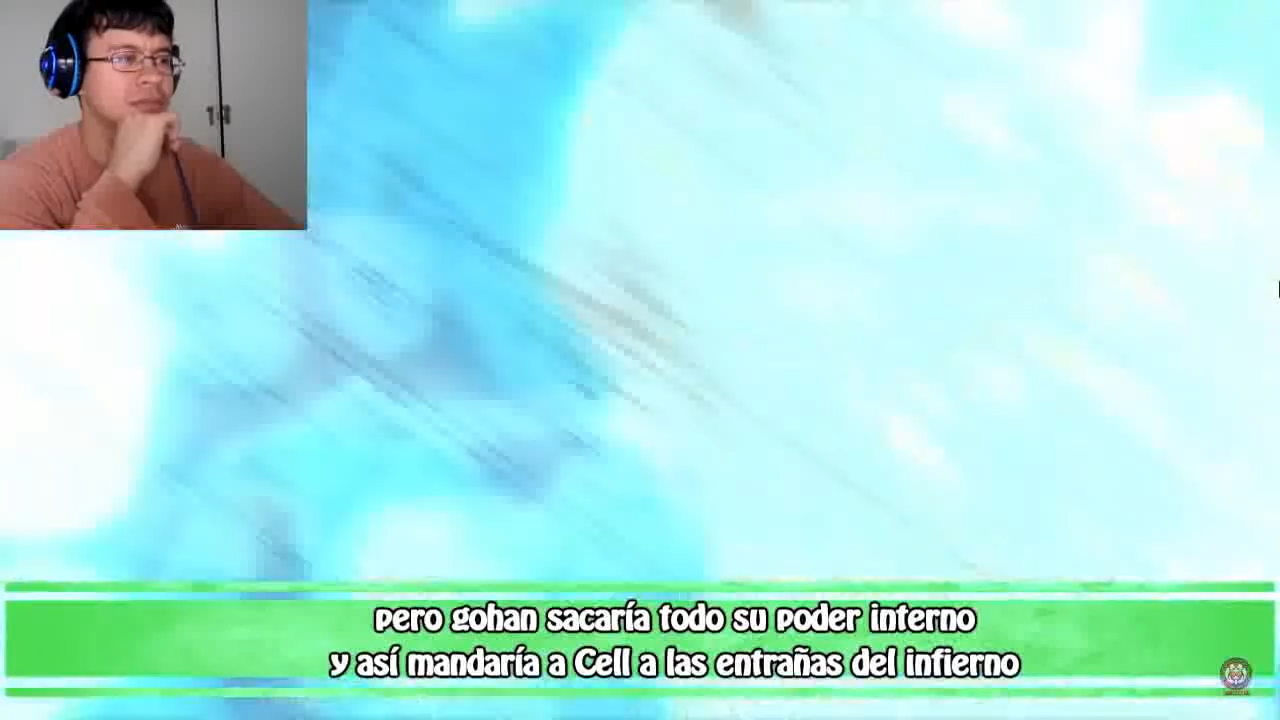 pero gohan sacaría todo su poder interno
y así mandaría a Cell a las entrañas del infierno